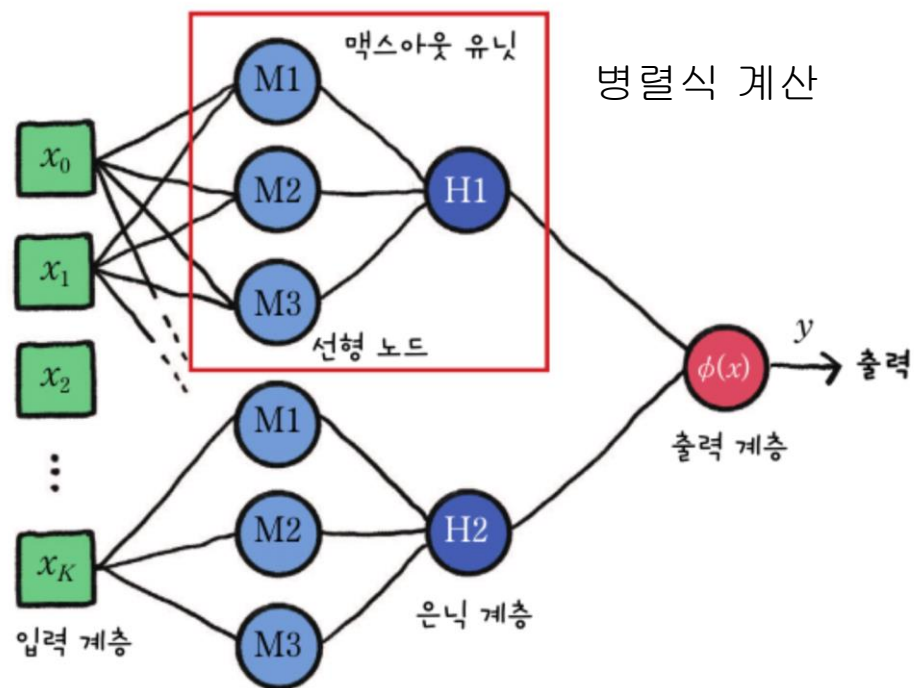 맥스아웃 유닛
병렬식 계산
M1
x₀
M2
H1
x₁
M3
선형 노드
y
x₂
ϕ(x)
출력
M1
출력 계층
...
M2
H2
x_K
은닉 계층
입력 계층
M3